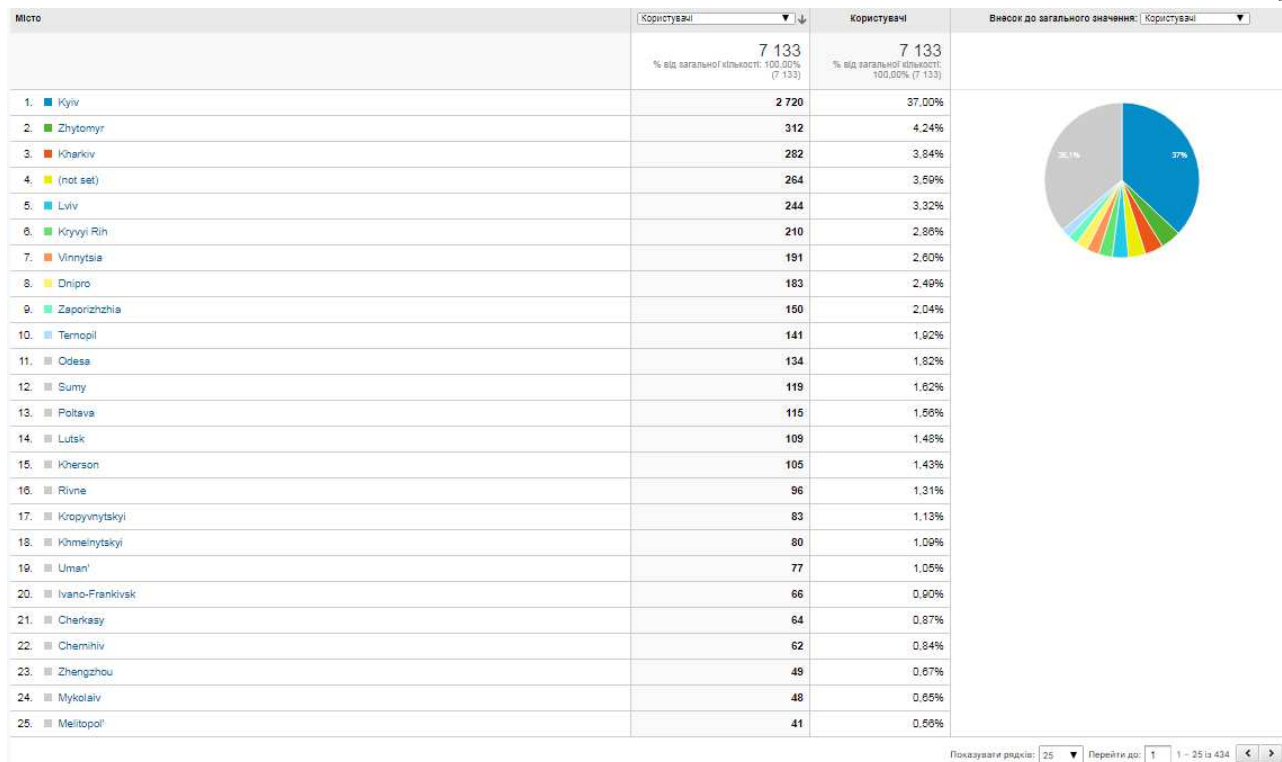 Місто Користувачі Користувачі Внесок до загального значення: Користувачі
7 133 7 133
% від загальної кількості: 100,00% (7 133) % від загальної кількості: 100,00% (7 133)
1. Kyiv 2 720 37,00%
2. Zhytomyr 312 4,24%
3. Kharkiv 282 3,84%
4. (not set) 264 3,59%
5. Lviv 244 3,32%
6. Kryvyi Rih 210 2,86%
7. Vinnytsia 191 2,60%
8. Dnipro 183 2,49%
9. Zaporizhzhia 150 2,04%
10. Ternopil 141 1,92%
11. Odesa 134 1,82%
12. Sumy 119 1,62%
13. Poltava 115 1,56%
14. Lutsk 109 1,48%
15. Kherson 105 1,43%
16. Rivne 96 1,31%
17. Kropyvnytskyi 83 1,13%
18. Khmelnytskyi 80 1,09%
19. Uman' 77 1,05%
20. Ivano-Frankivsk 66 0,90%
21. Cherkasy 64 0,87%
22. Chernihiv 62 0,84%
23. Zhengzhou 49 0,67%
24. Mykolaiv 48 0,65%
25. Melitopol' 41 0,56%
36,1% 37%
Показувати рядків: 25 Перейти до: 1 1 – 25 із 434